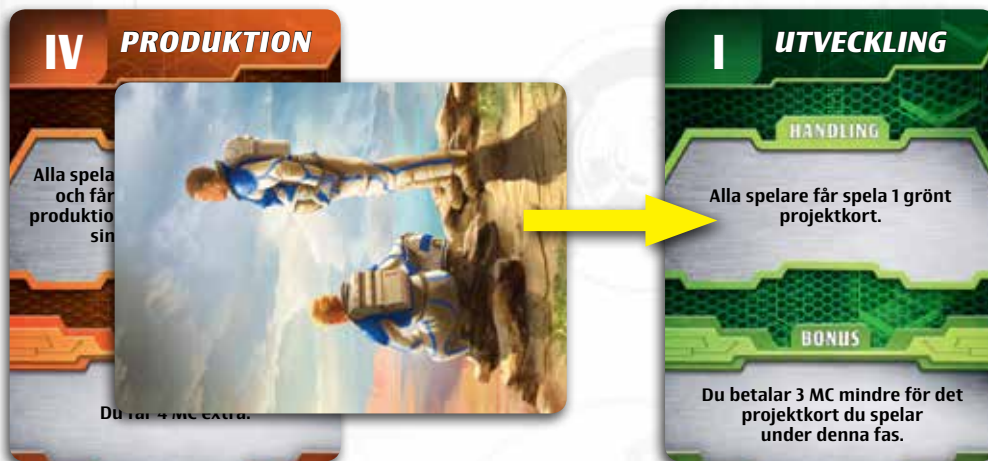 IV PRODUKTION
Alla spela
och får
produktio
sin
Du får 4 MC extra.
I UTVECKLING
HANDLING
Alla spelare får spela 1 grönt
projektkort.
BONUS
Du betalar 3 MC mindre för det
projektkort du spelar
under denna fas.